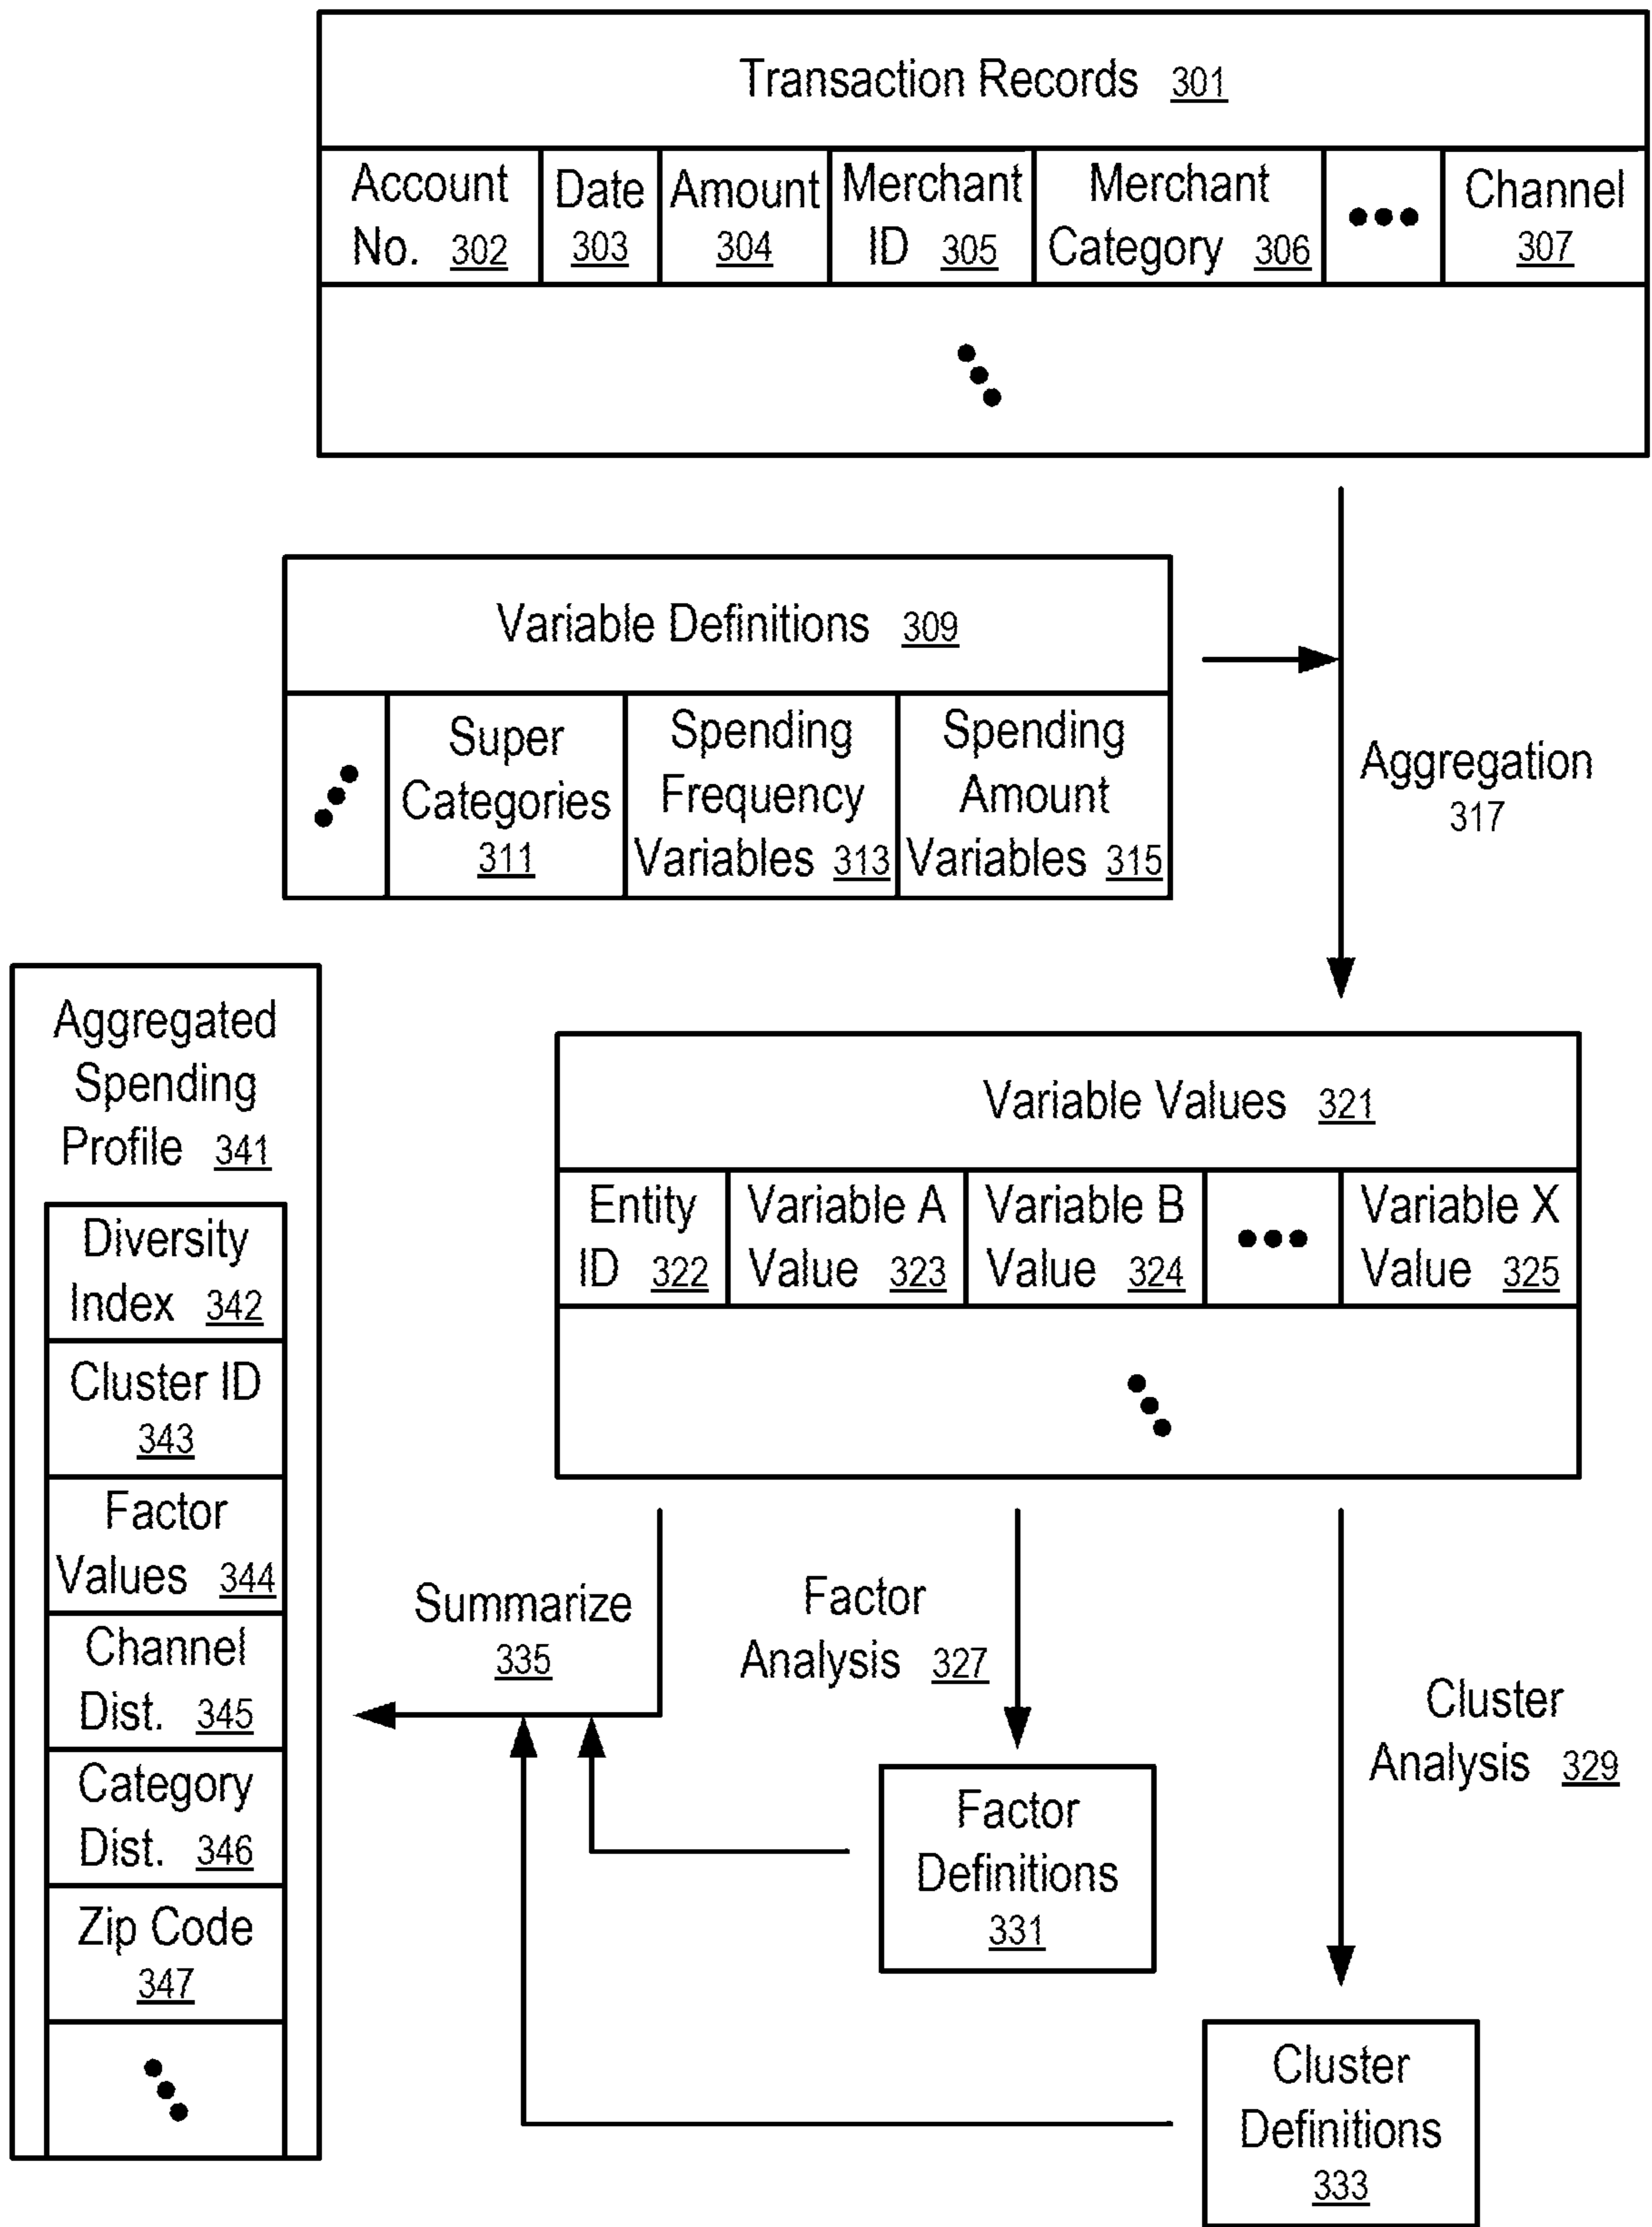 Transaction Records 301
Account
No. 302
Date
303
Amount
304
Merchant
ID 305
Merchant
Category 306
Channel
307
Variable Definitions 309
Super
Categories
311
Spending
Frequency
Variables 313
Spending
Amount
Variables 315
Aggregation
317
Aggregated
Spending
Profile 341
Diversity
Index 342
Cluster ID
343
Factor
Values 344
Channel
Dist. 345
Category
Dist. 346
Zip Code
347
Variable Values 321
Entity
ID 322
Variable A
Value 323
Variable B
Value 324
Variable X
Value 325
Summarize
335
Factor
Analysis 327
Cluster
Analysis 329
Factor
Definitions
331
Cluster
Definitions
333